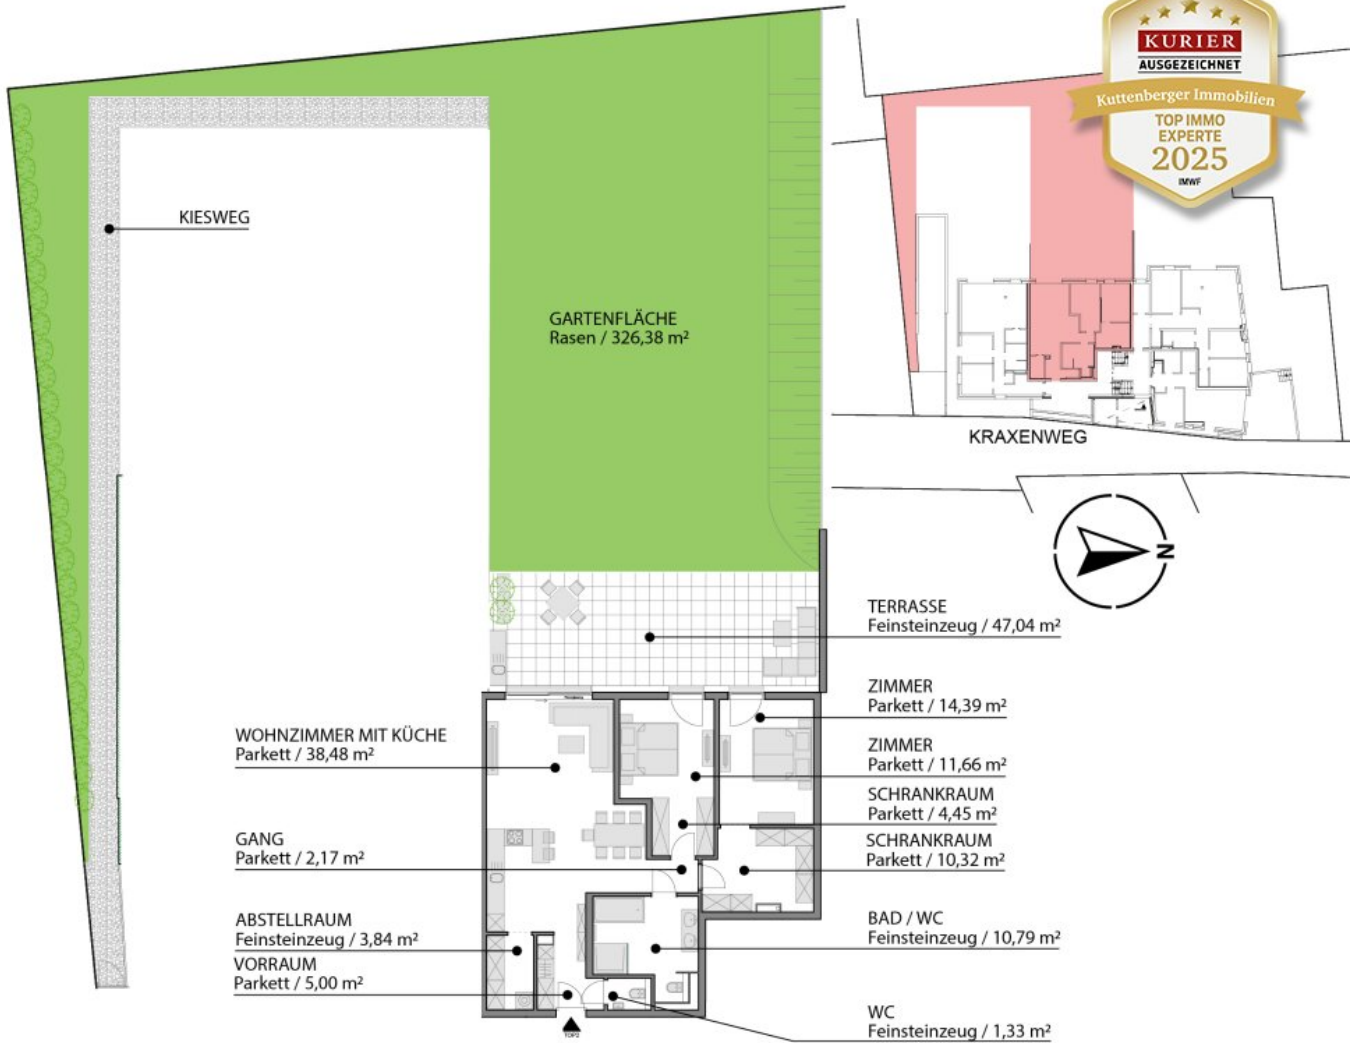 KURIER
AUSGEZEICHNET
Kuttenberger Immobilien
TOP IMMO
EXPERTE
2025
IMWF
KIESWEG
GARTENFLÄCHE
Rasen / 326,38 m²
KRAXENWEG
N
TERRASSE
Feinsteinzeug / 47,04 m²
ZIMMER
Parkett / 14,39 m²
WOHNZIMMER MIT KÜCHE
Parkett / 38,48 m²
ZIMMER
Parkett / 11,66 m²
SCHRANKRAUM
Parkett / 4,45 m²
GANG
Parkett / 2,17 m²
SCHRANKRAUM
Parkett / 10,32 m²
ABSTELLRAUM
Feinsteinzeug / 3,84 m²
BAD / WC
Feinsteinzeug / 10,79 m²
VORRAUM
Parkett / 5,00 m²
WC
Feinsteinzeug / 1,33 m²
TOP2